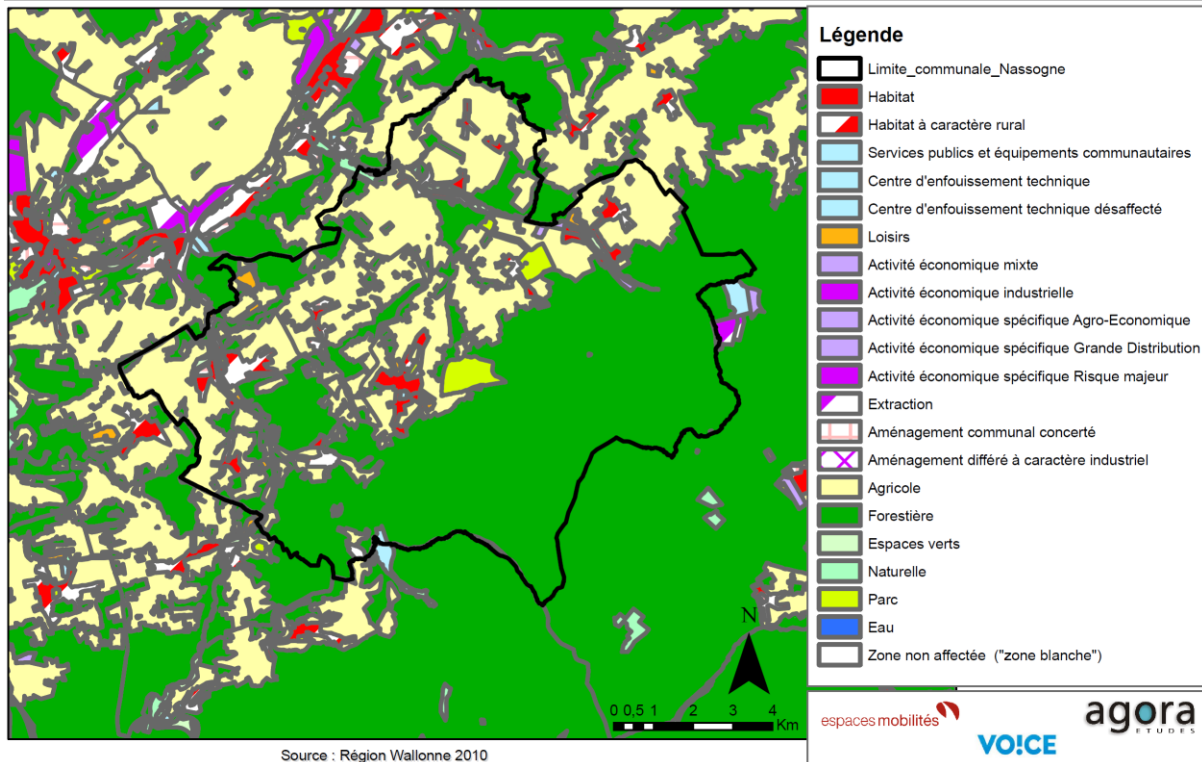 Légende
Limite_communale_Nassogne
Habitat
Habitat à caractère rural
Services publics et équipements communautaires
Centre d'enfouissement technique
Centre d'enfouissement technique désaffecté
Loisirs
Activité économique mixte
Activité économique industrielle
Activité économique spécifique Agro-Economique
Activité économique spécifique Grande Distribution
Activité économique spécifique Risque majeur
Extraction
Aménagement communal concerté
Aménagement différé à caractère industriel
Agricole
Forestière
Espaces verts
Naturelle
Parc
Eau
Zone non affectée ("zone blanche")
N
0 0,5 1 2 3 4
Km
espacesmobilités
VO!CE
agora
ETUDES
Source : Région Wallonne 2010